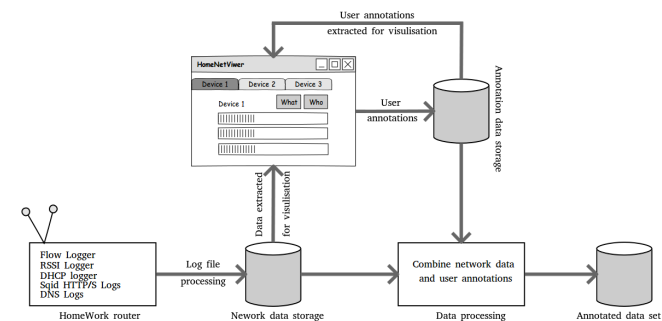 User annotations
extracted for visulisation
HomeNetViwer
Device 1
Device 2
Device 3
Device 1
What
Who
User
annotations
Annotation data
storage
Data extracted
for visulisation
Flow Logger
RSSI Logger
DHCP logger
Sqid HTTP/S Logs
DNS Logs
Log file
processing
Combine network data
and user annotations
HomeWork router
Nework data storage
Data processing
Annotated data set